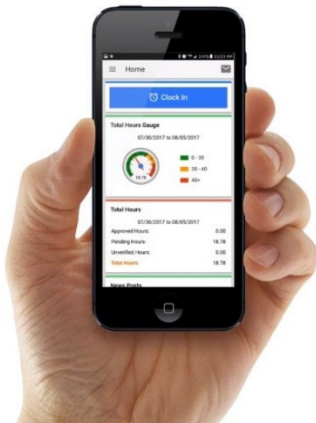 Home
Clock In
Total Hours Gauge
07/30/2017 to 08/05/2017
18.78
0 - 30
30 - 40
40+
Total Hours
07/30/2017 to 08/05/2017
Approved Hours: 0.00
Pending Hours: 18.78
Unverified Hours: 0.00
Total Hours: 18.78
News Posts